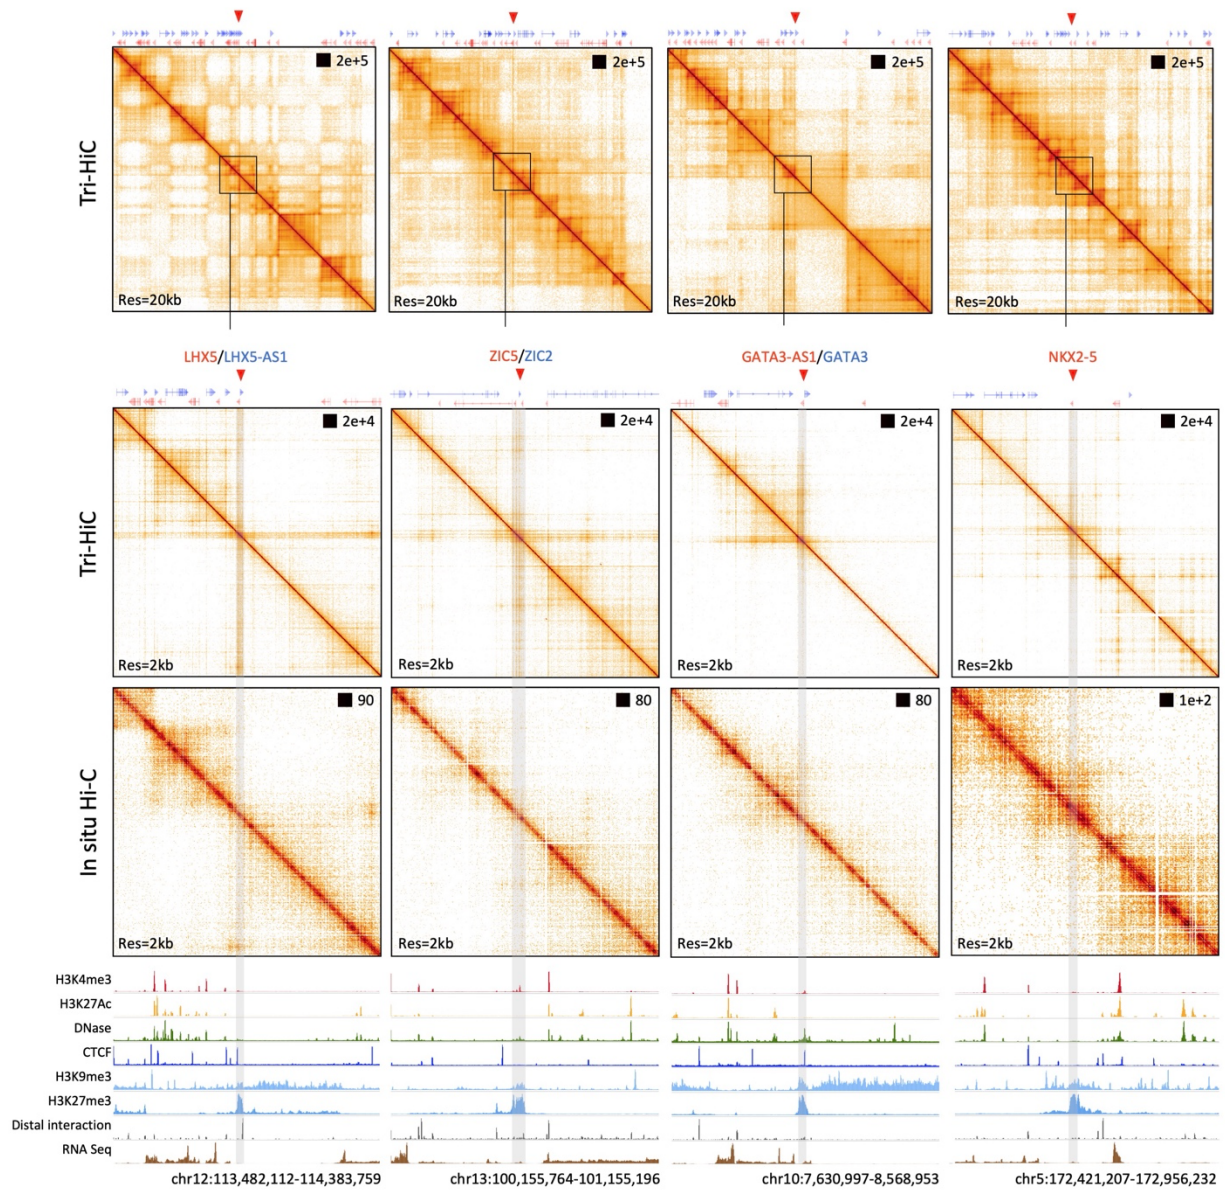 2e+5 2e+5 2e+5 2e+5
Tri-HiC
Res=20kb Res=20kb Res=20kb Res=20kb
LHX5/LHX5-AS1 ZIC5/ZIC2 GATA3-AS1/GATA3 NKX2-5
2e+4 2e+4 2e+4 2e+4
Tri-HiC
Res=2kb Res=2kb Res=2kb Res=2kb
90 80 80 1e+2
In situ Hi-C
Res=2kb Res=2kb Res=2kb Res=2kb
H3K4me3
H3K27Ac
DNase
CTCF
H3K9me3
H3K27me3
Distal interaction
RNA Seq
chr12:113,482,112-114,383,759 chr13:100,155,764-101,155,196 chr10:7,630,997-8,568,953 chr5:172,421,207-172,956,232